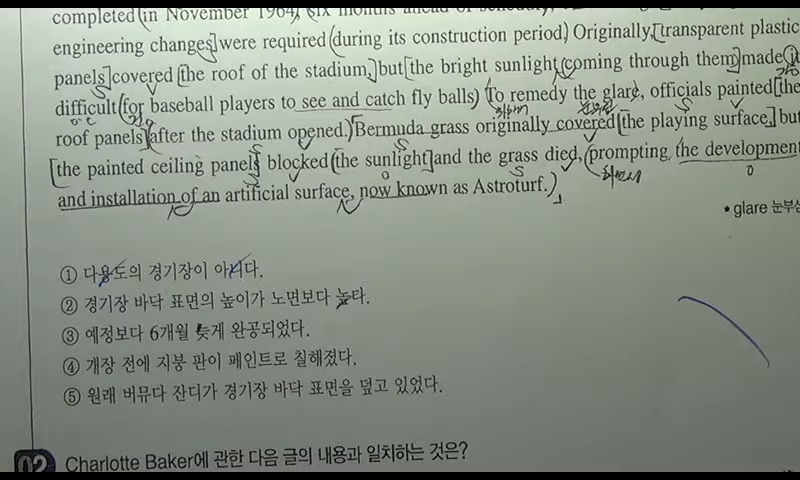 completed (in November 1964), (six months ahead of schedule,
engineering changes] were required (during its construction period.) Originally, [transparent plastic
panels] covered [the roof of the stadium,] but [the bright sunlight, (coming through them)] made it
difficult (for baseball players to see and catch fly balls.) (To remedy the glare, officials painted [the
roof panels] (after the stadium opened.) Bermuda grass originally covered [the playing surface,] but
[the painted ceiling panels] blocked [the sunlight] and the grass died, (prompting the development
and installation of an artificial surface, now known as Astroturf.)
* glare 눈부심
① 다용도의 경기장이 아니다.
② 경기장 바닥 표면의 높이가 노면보다 높다.
③ 예정보다 6개월 늦게 완공되었다.
④ 개장 전에 지붕 판이 페인트로 칠해졌다.
⑤ 원래 버뮤다 잔디가 경기장 바닥 표면을 덮고 있었다.
02 Charlotte Baker에 관한 다음 글의 내용과 일치하는 것은?